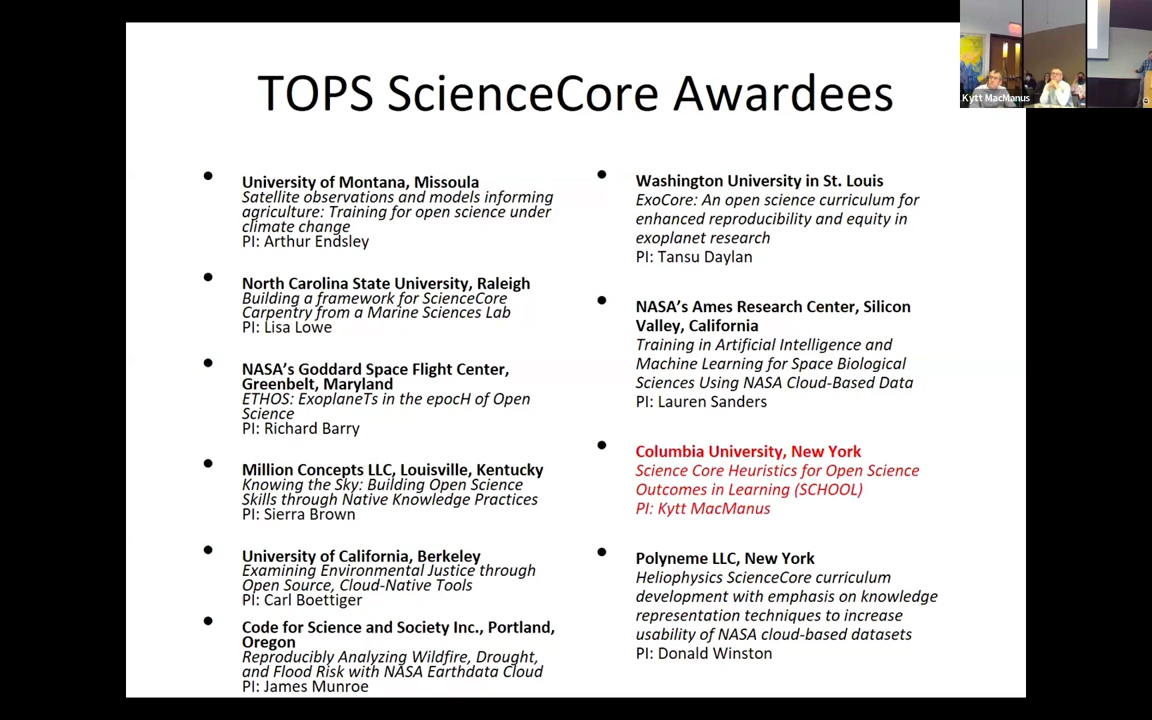 TOPS ScienceCore Awardees
Kytt MacManus
University of Montana, Missoula
Satellite observations and models informing
agriculture: Training for open science under
climate change
PI: Arthur Endsley
North Carolina State University, Raleigh
Building a framework for ScienceCore
Carpentry from a Marine Sciences Lab
PI: Lisa Lowe
NASA's Goddard Space Flight Center,
Greenbelt, Maryland
ETHOS: ExoplaneTs in the epocH of Open
Science
PI: Richard Barry
Million Concepts LLC, Louisville, Kentucky
Knowing the Sky: Building Open Science
Skills through Native Knowledge Practices
PI: Sierra Brown
University of California, Berkeley
Examining Environmental Justice through
Open Source, Cloud-Native Tools
PI: Carl Boettiger
Code for Science and Society Inc., Portland,
Oregon
Reproducibly Analyzing Wildfire, Drought,
and Flood Risk with NASA Earthdata Cloud
PI: James Munroe
Washington University in St. Louis
ExoCore: An open science curriculum for
enhanced reproducibility and equity in
exoplanet research
PI: Tansu Daylan
NASA's Ames Research Center, Silicon
Valley, California
Training in Artificial Intelligence and
Machine Learning for Space Biological
Sciences Using NASA Cloud-Based Data
PI: Lauren Sanders
Columbia University, New York
Science Core Heuristics for Open Science
Outcomes in Learning (SCHOOL)
PI: Kytt MacManus
Polyneme LLC, New York
Heliophysics ScienceCore curriculum
development with emphasis on knowledge
representation techniques to increase
usability of NASA cloud-based datasets
PI: Donald Winston